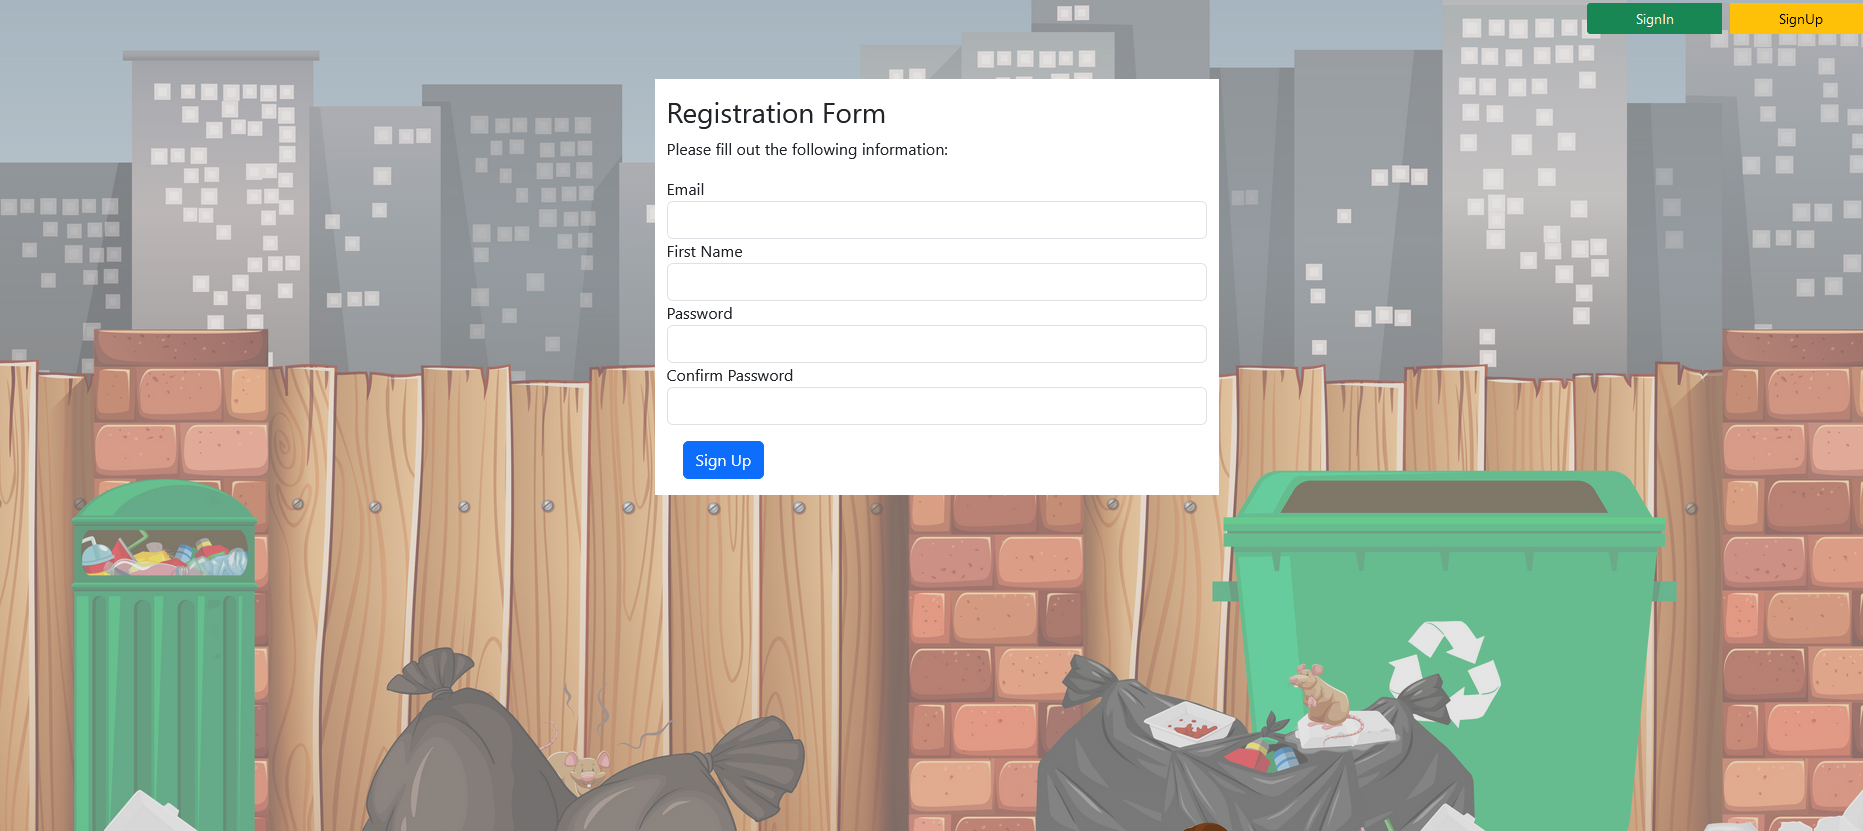 SignIn
SignUp
Registration Form
Please fill out the following information:
Email
First Name
Password
Confirm Password
Sign Up